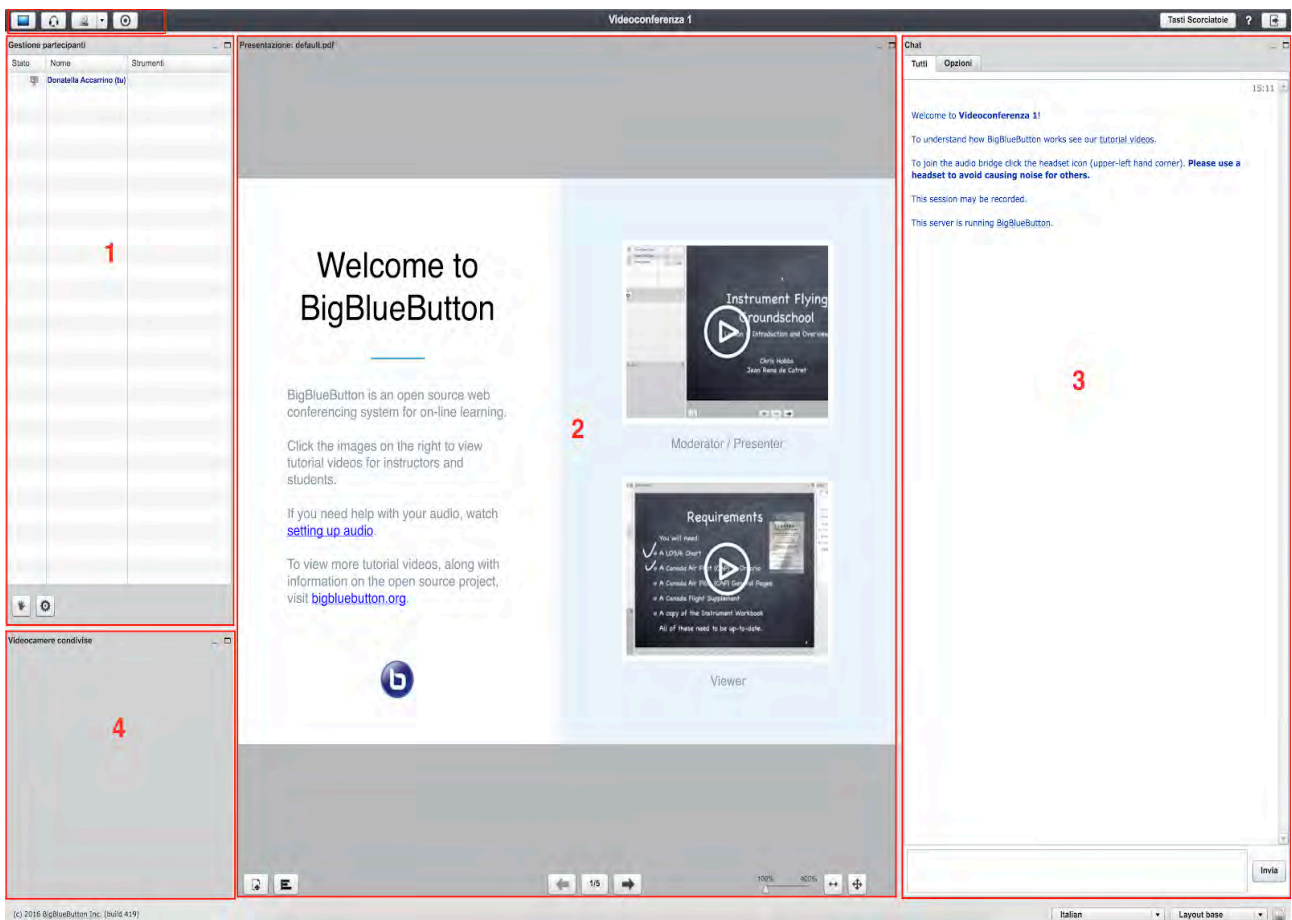 Videoconferenza 1
Tasti Scorciatoie
?
Gestione partecipanti
Stato Nome Strumenti
Donatella Accarrino (tu)
1
Videocamere condivise
4
Presentazione: default.pdf
Welcome to
BigBlueButton
BigBlueButton is an open source web
conferencing system for on-line learning.
Click the images on the right to view
tutorial videos for instructors and
students.
If you need help with your audio, watch
setting up audio.
To view more tutorial videos, along with
information on the open source project,
visit bigbluebutton.org.
b
2
Instrument Flying
Groundschool
Introduction and Overview
Chris Hobbs
Jean Rene de Cotret
Moderator / Presenter
Requirements
You will need:
A Canada Flight Supplement
A copy of the Instrument Workbook
All of these need to be up-to-date.
Viewer
1/5
100% 400%
Chat
Tutti Opzioni
15:11
Welcome to Videoconferenza 1!
To understand how BigBlueButton works see our tutorial videos.
To join the audio bridge click the headset icon (upper-left hand corner). Please use a
headset to avoid causing noise for others.
This session may be recorded.
This server is running BigBlueButton.
3
Invia
(c) 2016 BigBlueButton Inc. (build 419)
Italian Layout base